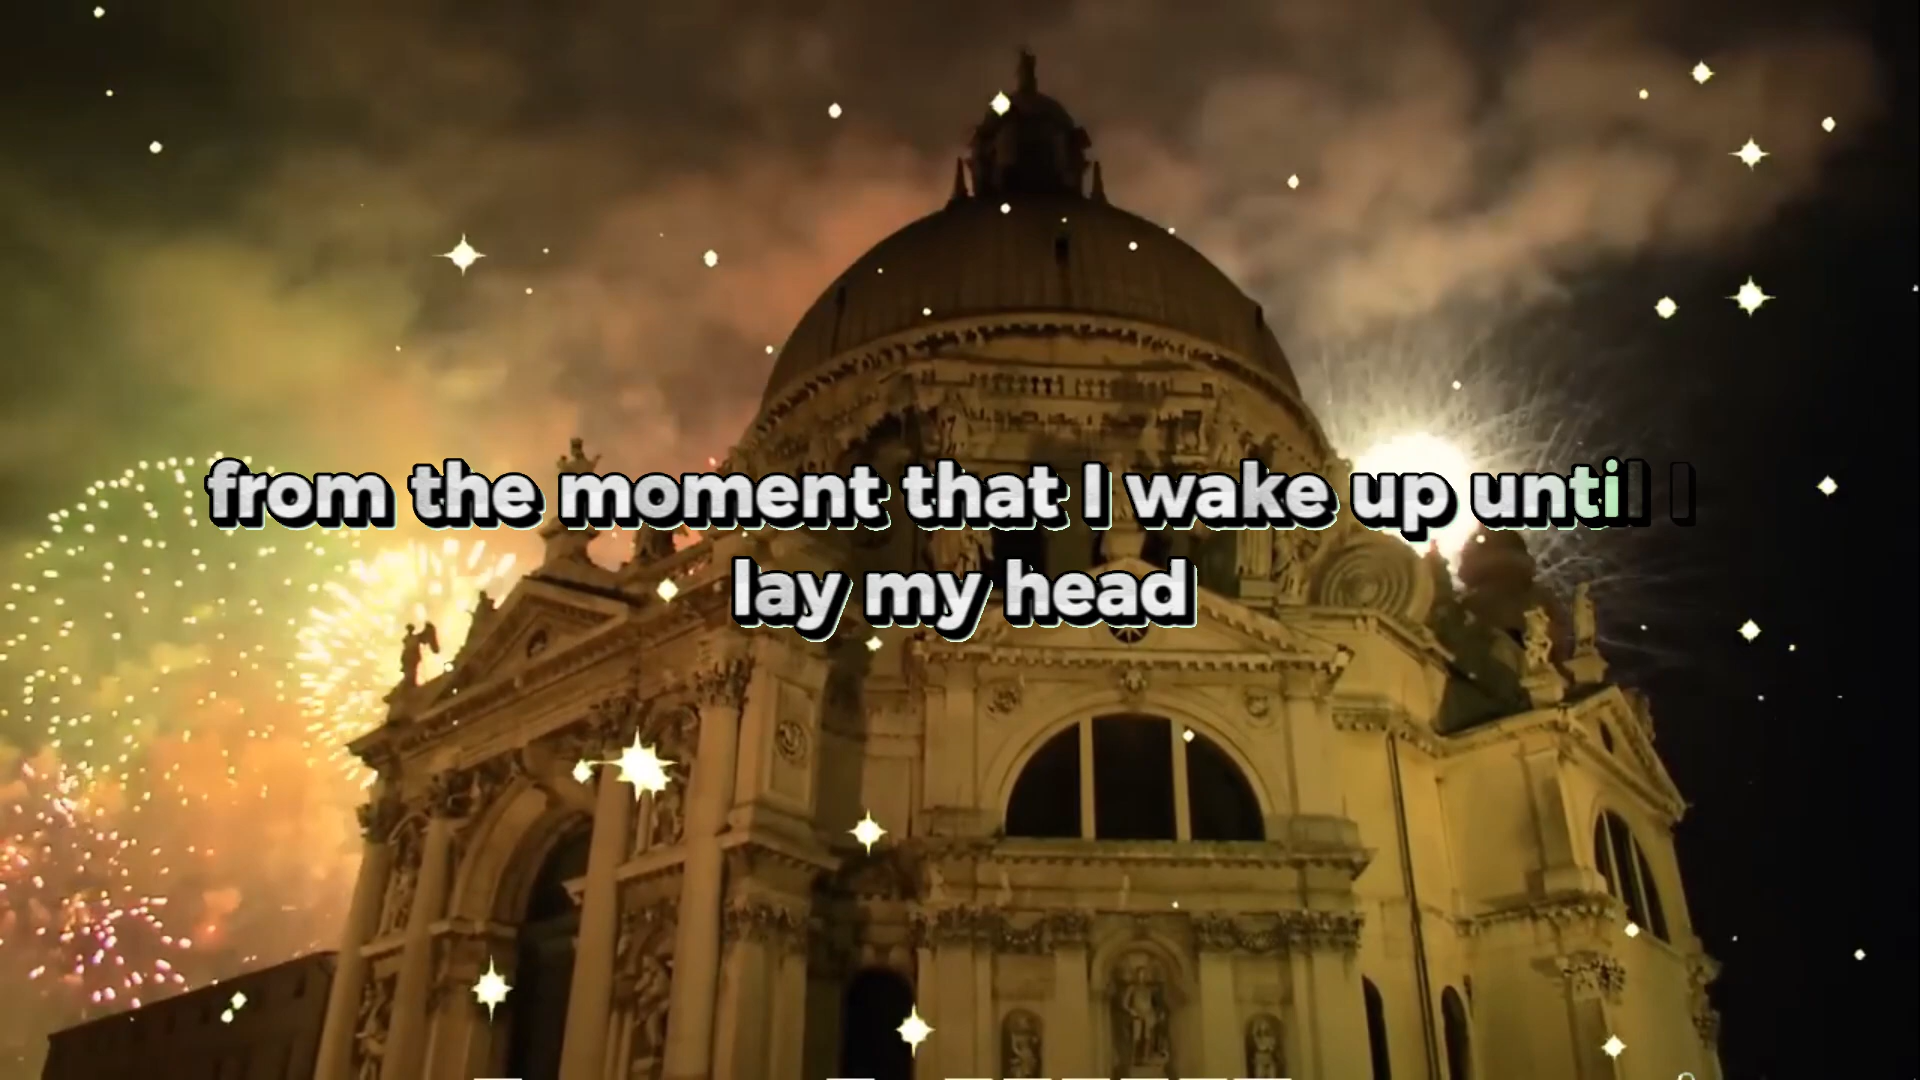 from the moment that I wake up until I
lay my head